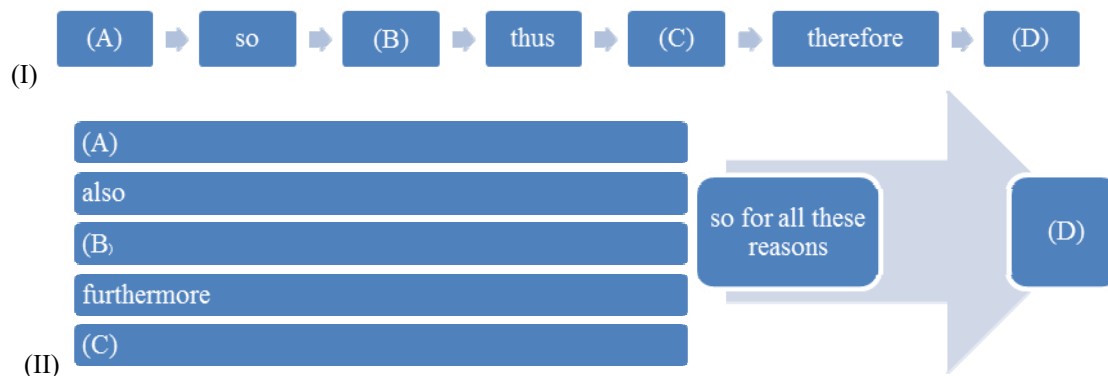 (A) so (B) thus (C) therefore (D)
(I)
(A)
also
(B)
furthermore
(C)
so for all these
reasons
(D)
(II)